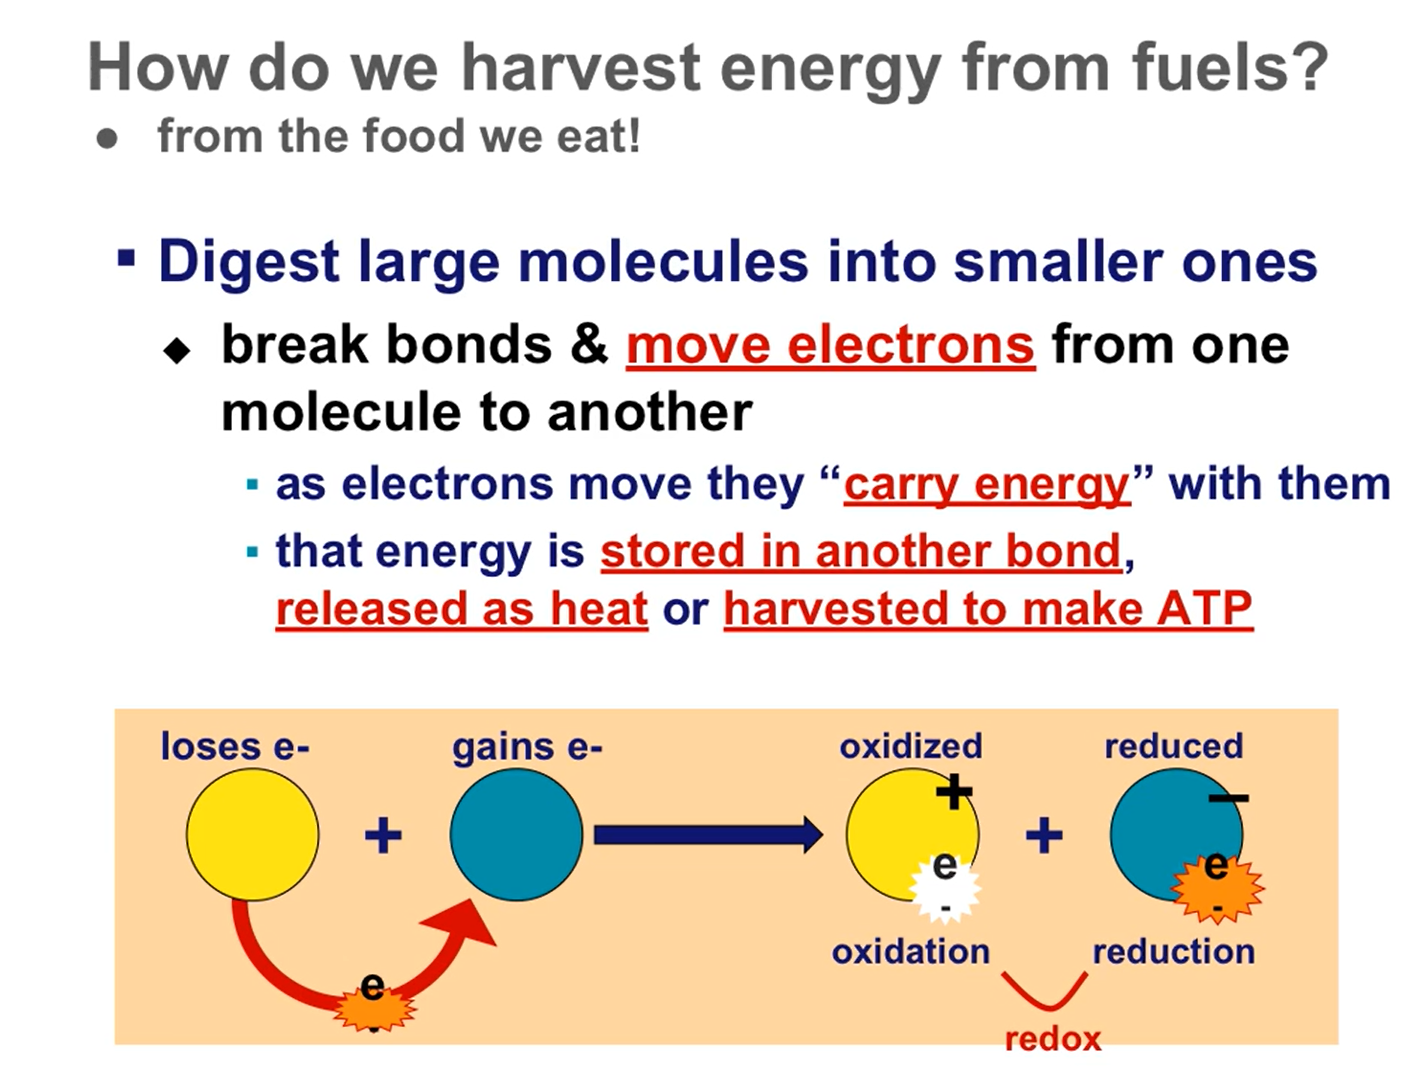 How do we harvest energy from fuels?
● from the food we eat!
▪ Digest large molecules into smaller ones
◆ break bonds & move electrons from one
molecule to another
▪ as electrons move they “carry energy” with them
▪ that energy is stored in another bond,
released as heat or harvested to make ATP
loses e- gains e- oxidized reduced
+ –
+ +
e e
- -
oxidation reduction
e
-
redox